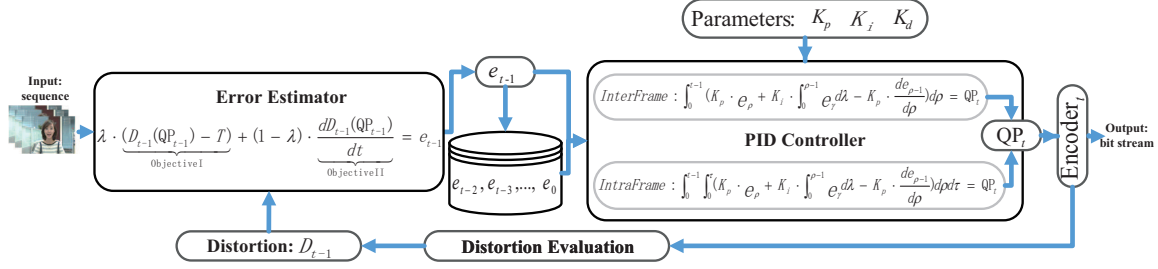 Parameters: K_p K_i K_d
Input:
sequence
Error Estimator
λ · (D_{t-1}(QP_{t-1}) − T) + (1 − λ) · dD_{t-1}(QP_{t-1})/dt = e_{t-1}
ObjectiveI
ObjectiveII
e_{t-1}
e_{t-2}, e_{t-3},..., e_0
InterFrame: ∫_0^{t-1} (K_p · e_ρ + K_i · ∫_0^{ρ-1} e_γ dλ − K_p · de_{ρ-1}/dρ)dρ = QP_t
PID Controller
IntraFrame: ∫_0^{t-1} ∫_0^τ (K_p · e_ρ + K_i · ∫_0^{ρ-1} e_γ dλ − K_p · de_{ρ-1}/dρ)dρdτ = QP_t
QP_t
Encoder_t
Output:
bit stream
Distortion: D_{t-1}
Distortion Evaluation